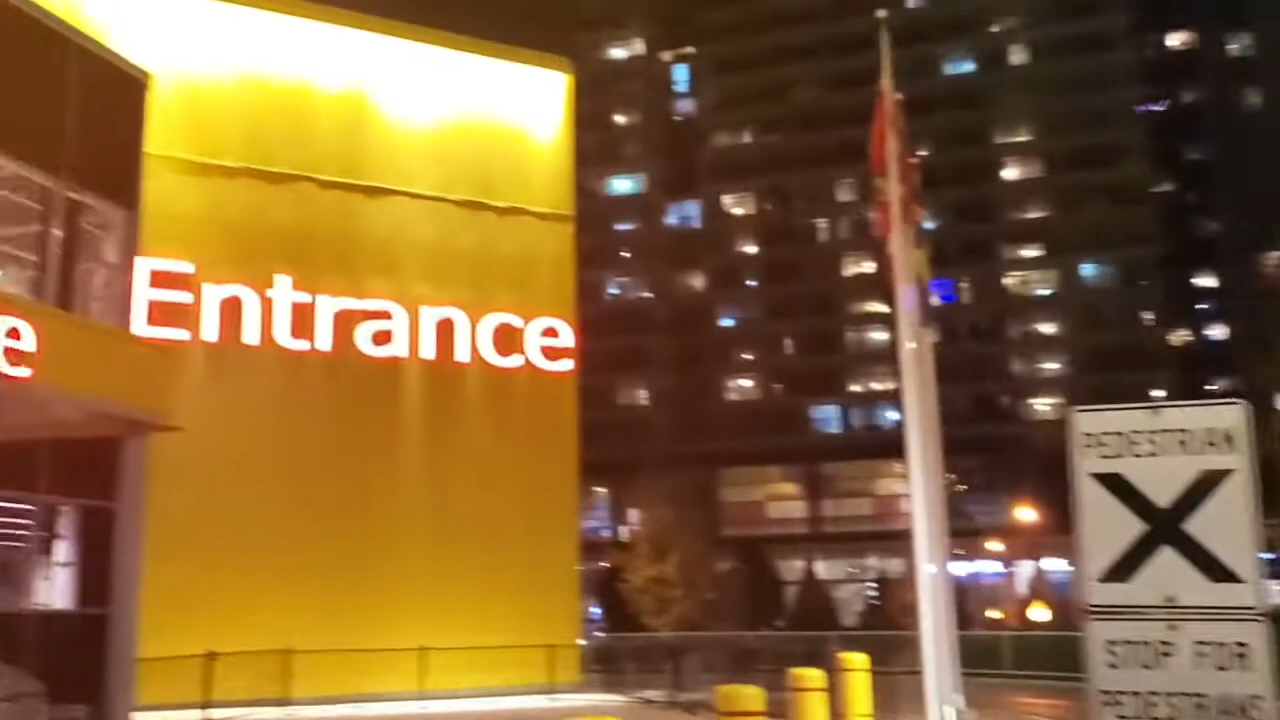 e
Entrance
PEDESTRIAN
X
STOP FOR
PEDESTRIANS